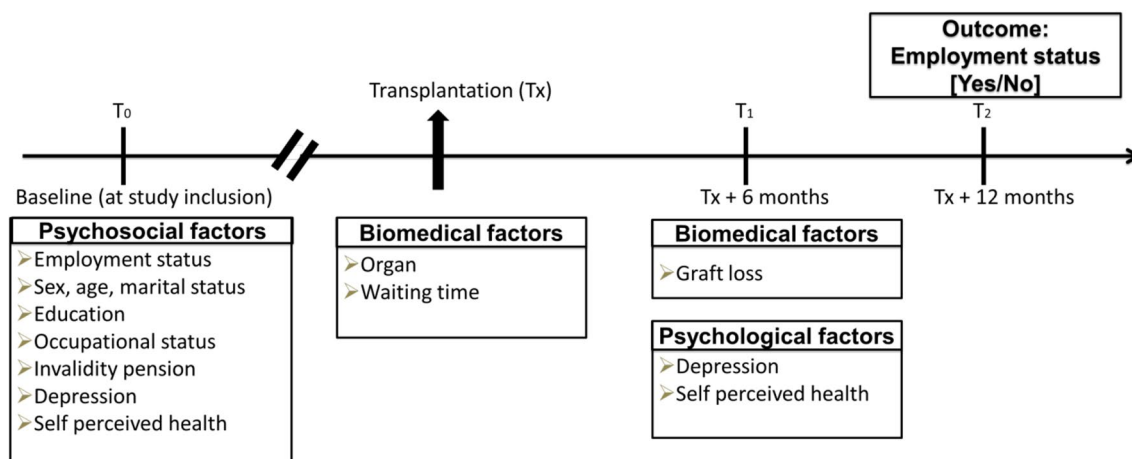 Outcome:
Employment status
[Yes/No]
Transplantation (Tx)
T0
T1
T2
Baseline (at study inclusion)
Tx + 6 months
Tx + 12 months
Psychosocial factors
Employment status
Sex, age, marital status
Education
Occupational status
Invalidity pension
Depression
Self perceived health
Biomedical factors
Organ
Waiting time
Biomedical factors
Graft loss
Psychological factors
Depression
Self perceived health